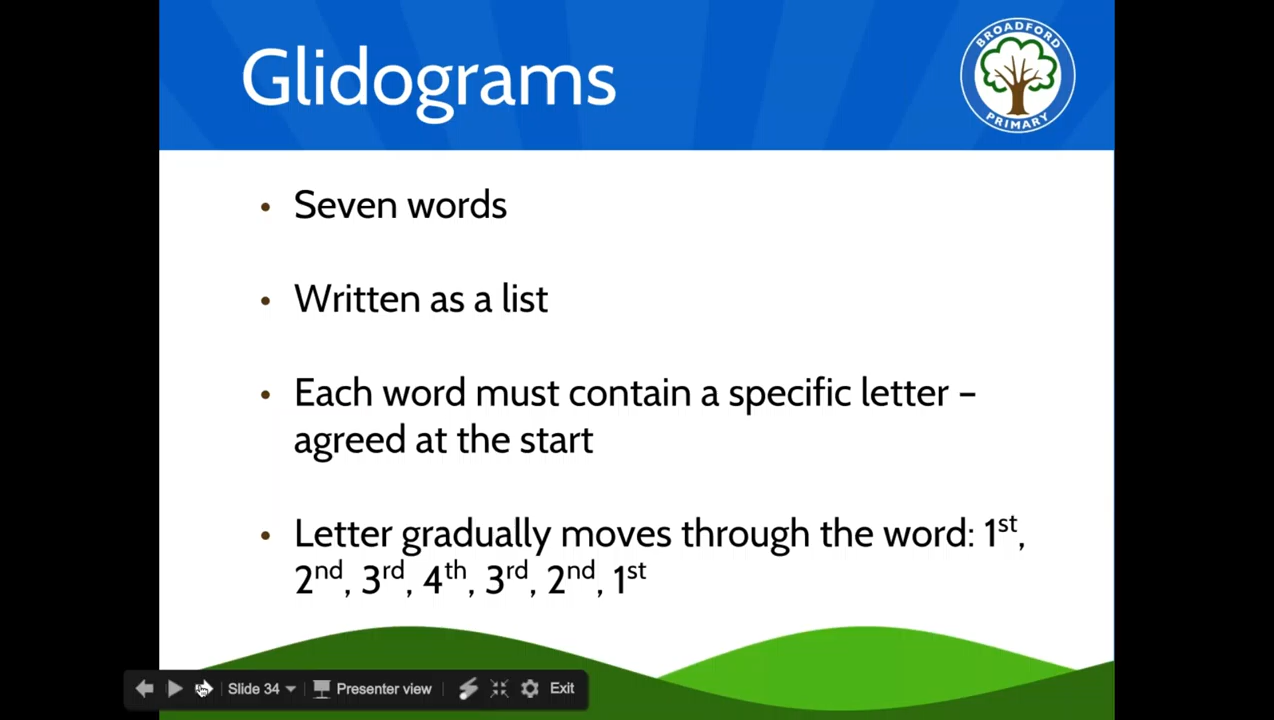 Glidograms
BROADFORD
PRIMARY
• Seven words
• Written as a list
• Each word must contain a specific letter –
agreed at the start
• Letter gradually moves through the word: 1st,
2nd, 3rd, 4th, 3rd, 2nd, 1st
Slide 34
Presenter view
Exit